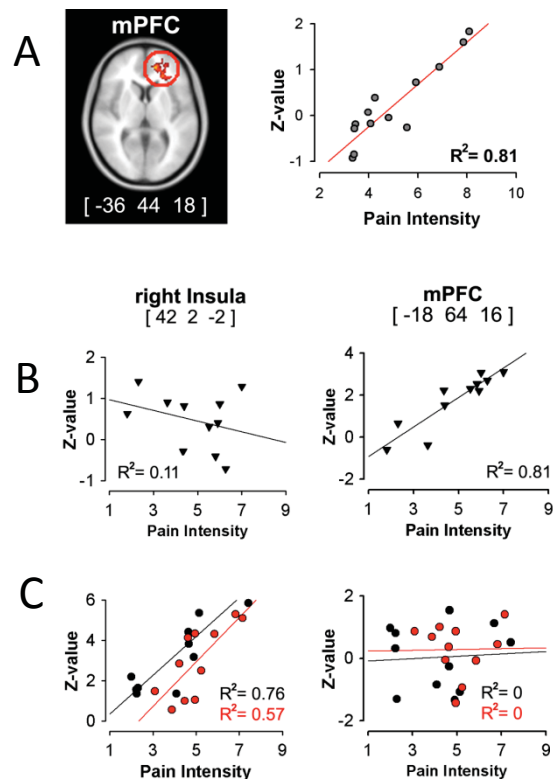 A
mPFC
[ -36 44 18 ]
Z-value
2
1
0
-1
R²= 0.81
2 4 6 8 10
Pain Intensity
B
right Insula
[ 42 2 -2 ]
Z-value
2
1
0
-1
R²= 0.11
1 3 5 7 9
Pain Intensity
mPFC
[ -18 64 16 ]
Z-value
4
2
0
-2
R²= 0.81
1 3 5 7 9
Pain Intensity
C
Z-value
6
4
2
0
R²= 0.76
R²= 0.57
1 3 5 7 9
Pain Intensity
Z-value
2
0
-2
R²= 0
R²= 0
1 3 5 7 9
Pain Intensity